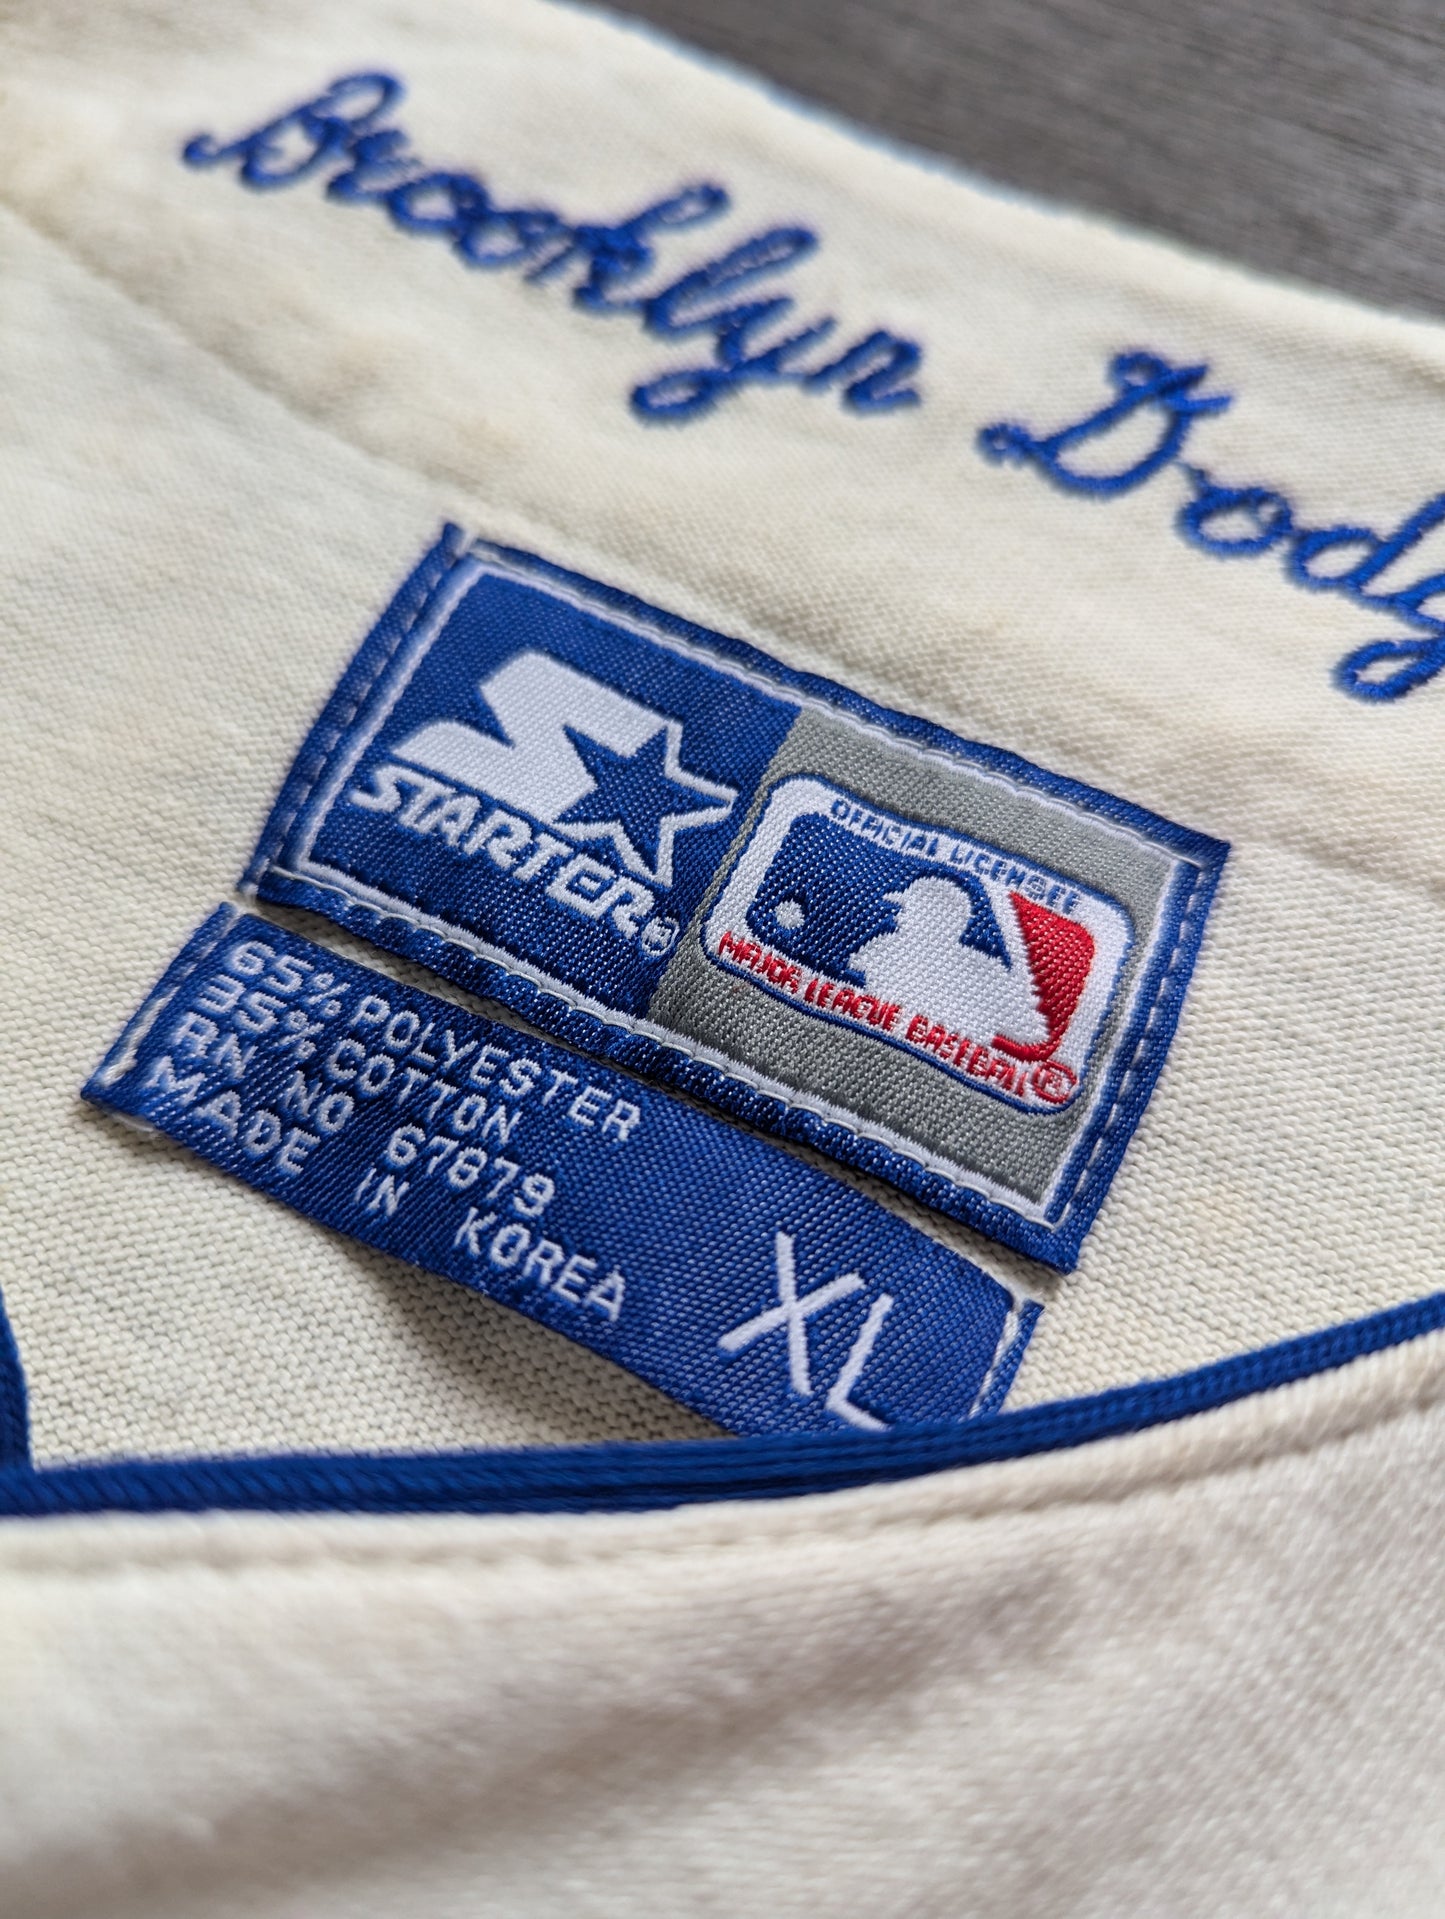 Brooklyn Dodg
STARTER®
OFFICIAL LICENSEE
MAJOR LEAGUE BASEBALL®
65% POLYESTER
35% COTTON
RN NO 67879
MADE IN KOREA
XL